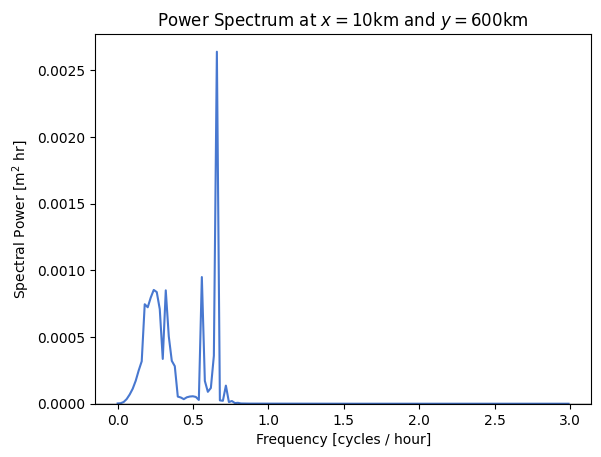 Power Spectrum at x = 10km and y = 600km
Spectral Power [m² hr]
0.0025
0.0020
0.0015
0.0010
0.0005
0.0000
0.0 0.5 1.0 1.5 2.0 2.5 3.0
Frequency [cycles / hour]